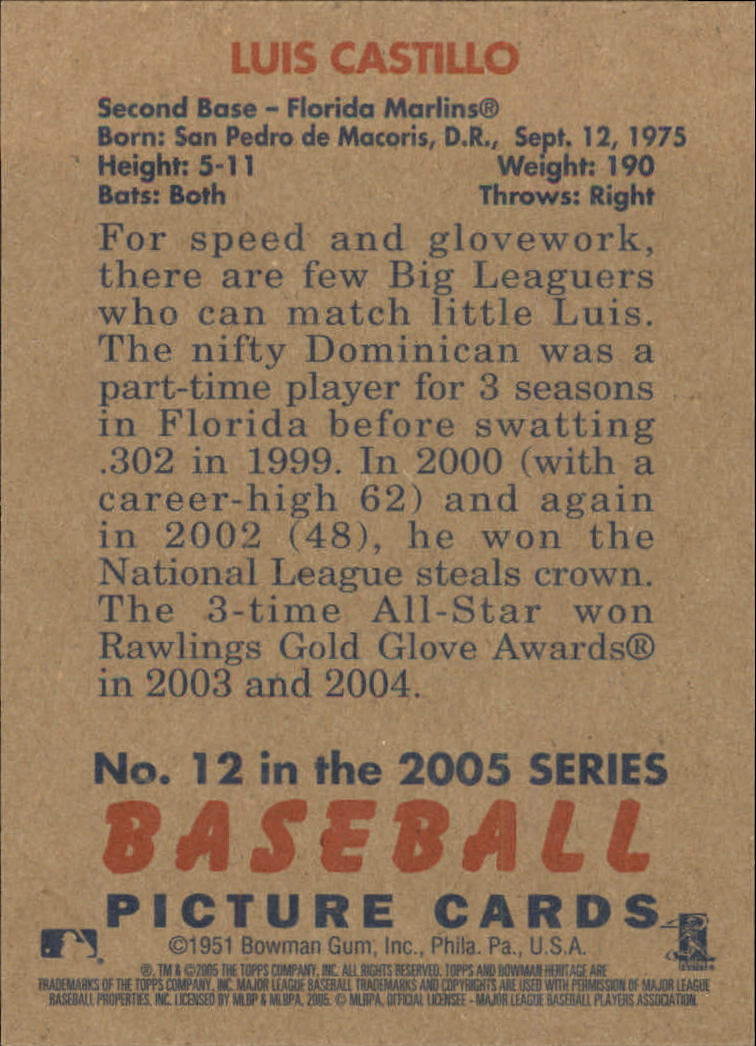 LUIS CASTILLO
Second Base – Florida Marlins®
Born: San Pedro de Macoris, D.R., Sept. 12, 1975
Height: 5-11 Weight: 190
Bats: Both Throws: Right
For speed and glovework,
there are few Big Leaguers
who can match little Luis.
The nifty Dominican was a
part-time player for 3 seasons
in Florida before swatting
.302 in 1999. In 2000 (with a
career-high 62) and again
in 2002 (48), he won the
National League steals crown.
The 3-time All-Star won
Rawlings Gold Glove Awards®
in 2003 and 2004.
No. 12 in the 2005 SERIES
BASEBALL
PICTURE CARDS
©1951 Bowman Gum, Inc., Phila. Pa., U.S.A.
®, TM & ©2005 THE TOPPS COMPANY, INC. ALL RIGHTS RESERVED. TOPPS AND BOWMAN HERITAGE ARE
TRADEMARKS OF THE TOPPS COMPANY, INC. MAJOR LEAGUE BASEBALL TRADEMARKS AND COPYRIGHTS ARE USED WITH PERMISSION OF MAJOR LEAGUE
BASEBALL PROPERTIES, INC. LICENSED BY MLBP & MLBPA, 2005. © MLBPA, OFFICIAL LICENSEE - MAJOR LEAGUE BASEBALL PLAYERS ASSOCIATION.